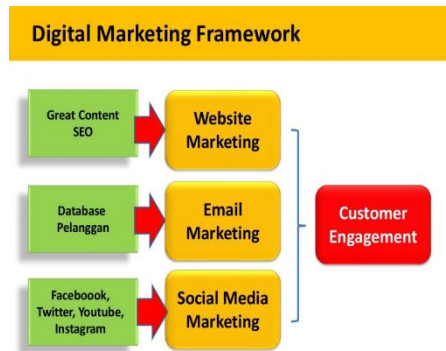 Digital Marketing Framework
Great Content
SEO
Website
Marketing
Database
Pelanggan
Email
Marketing
Customer
Engagement
Faceboook,
Twitter, Youtube,
Instagram
Social Media
Marketing